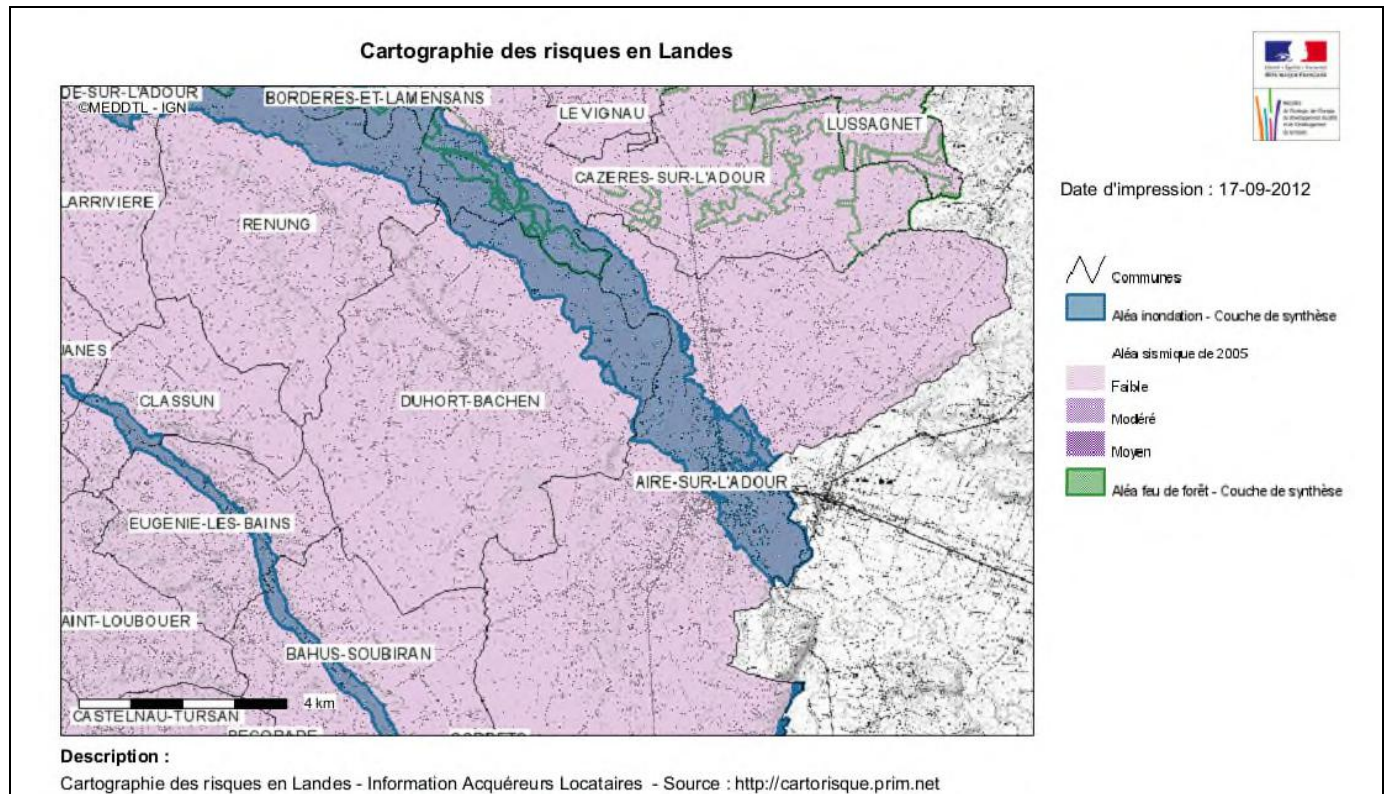 Cartographie des risques en Landes
DE-SUR-L'ADOUR
©MEDDTL - IGN
BORDERES-ET-LAMENSANS
LE VIGNAU
LUSSAGNET
CAZERES-SUR-L'ADOUR
LARRIVIERE
RENUNG
Date d'impression : 17-09-2012
Communes
Aléa inondation - Couche de synthèse
Aléa sismique de 2005
Faible
Modéré
Moyen
Aléa feu de forêt - Couche de synthèse
ANES
CLASSUN
DUHORT-BACHEN
AIRE-SUR-L'ADOUR
EUGENIE-LES-BAINS
AINT-LOUBOUER
BAHUS-SOUBIRAN
4 km
CASTELNAU-TURSAN
Description :
Cartographie des risques en Landes - Information Acquéreurs Locataires - Source : http://cartorisque.prim.net